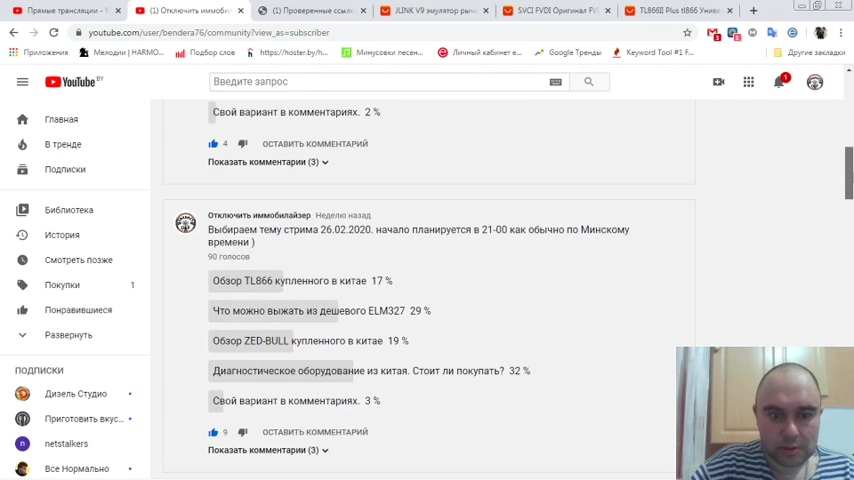 Прямые трансляции - Y
(1) Отключить иммобил
(1) Проверенные ссыл
JLINK V9 эмулятор рычк
SVCI FVDI Оригинал FVI
TL866II Plus tl866 Униве
youtube.com/user/bendera76/community?view_as=subscriber
Приложения
Мелодии (HARMO...
Подбор слов
https://hoster.by/h...
Минусовки песен...
Личный кабинет...
Google Тренды
Keyword Tool #1 F...
Другие закладки
YouTube BY
Введите запрос
1
Главная
В тренде
Подписки
Библиотека
История
Смотреть позже
Покупки 1
Понравившиеся
Развернуть
ПОДПИСКИ
Дизель Студио
Приготовить вкус...
netstalkers
Все Нормально
Свой вариант в комментариях. 2 %
4 ОСТАВИТЬ КОММЕНТАРИЙ
Показать комментарии (3)
Отключить иммобилайзер Неделю назад
Выбираем тему стрима 26.02.2020. начало планируется в 21-00 как обычно по Минскому
времени )
90 голосов
Обзор TL866 купленного в китае 17 %
Что можно выжать из дешевого ELM327 29 %
Обзор ZED-BULL купленного в китае 19 %
Диагностическое оборудование из китая. Стоит ли покупать? 32 %
Свой вариант в комментариях. 3 %
9 ОСТАВИТЬ КОММЕНТАРИЙ
Показать комментарии (3)